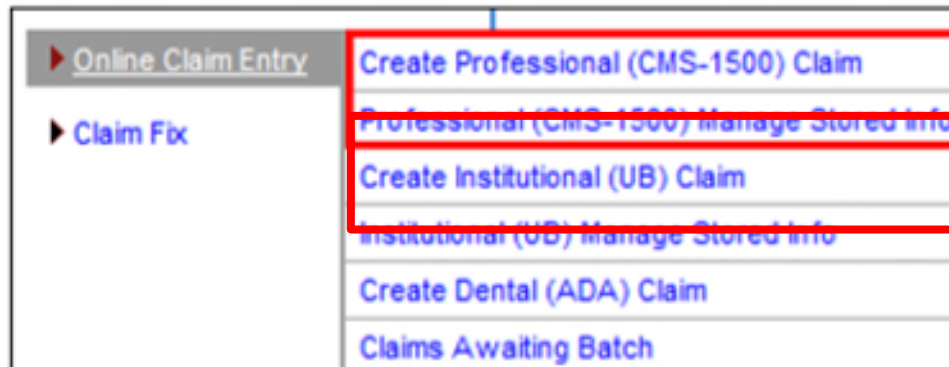 Online Claim Entry
Claim Fix
Create Professional (CMS-1500) Claim
Professional (CMS-1500) Manage Stored Info
Create Institutional (UB) Claim
Institutional (UB) Manage Stored Info
Create Dental (ADA) Claim
Claims Awaiting Batch